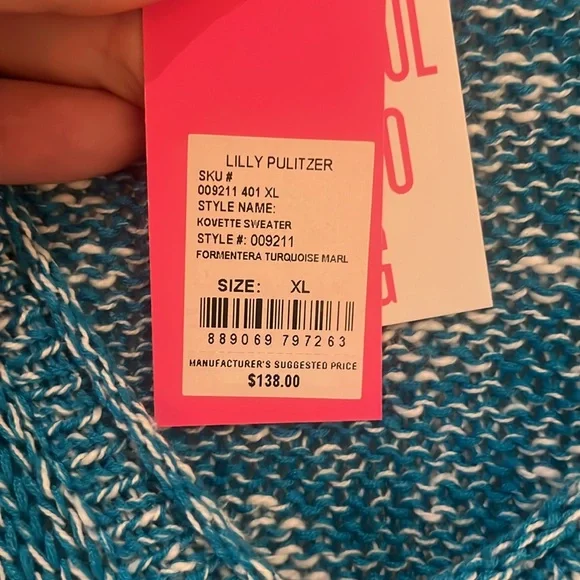 LILLY PULITZER
SKU #
009211 401 XL
STYLE NAME:
KOVETTE SWEATER
STYLE #: 009211
FORMENTERA TURQUOISE MARL
SIZE: XL
889069 797263
MANUFACTURER'S SUGGESTED PRICE
$138.00